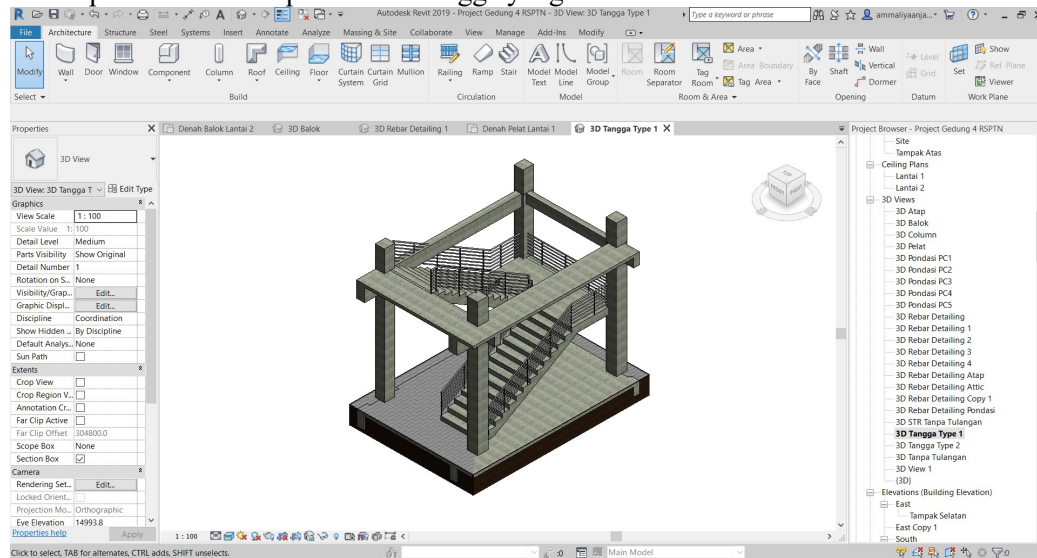 Autodesk Revit 2019 - Project Gedung 4 RSPTN - 3D View: 3D Tangga Type 1
Type a keyword or phrase
ammaliyaanja...
File Architecture Structure Steel Systems Insert Annotate Analyze Massing & Site Collaborate View Manage Add-Ins Modify
Modify Wall Door Window Component Column Roof Ceiling Floor Curtain System Curtain Grid Mullion Railing Ramp Stair Model Text Model Line Model Group Room Room Separator Tag Room Area Area Boundary Tag Area By Face Shaft Wall Vertical Dormer Level Grid Set Show Ref Plane Viewer
Select Build Circulation Model Room & Area Opening Datum Work Plane
Properties
Denah Balok Lantai 2 3D Balok 3D Rebar Detailing 1 Denah Pelat Lantai 1 3D Tangga Type 1
3D View
3D View: 3D Tangga T Edit Type
Graphics
View Scale 1 : 100
Scale Value 1: 100
Detail Level Medium
Parts Visibility Show Original
Detail Number 1
Rotation on S... None
Visibility/Grap... Edit...
Graphic Displ... Edit...
Discipline Coordination
Show Hidden ... By Discipline
Default Analys... None
Sun Path
Extents
Crop View
Crop Region V...
Annotation Cr...
Far Clip Active
Far Clip Offset 304800.0
Scope Box None
Section Box
Camera
Rendering Set... Edit...
Locked Orient...
Projection Mo... Orthographic
Eye Elevation 14993.8
Properties help Apply
FRONT RIGHT
1 : 100
Project Browser - Project Gedung 4 RSPTN
Site
Tampak Atas
Ceiling Plans
Lantai 1
Lantai 2
3D Views
3D Atap
3D Balok
3D Column
3D Pelat
3D Pondasi PC1
3D Pondasi PC2
3D Pondasi PC3
3D Pondasi PC4
3D Pondasi PC5
3D Rebar Detailing
3D Rebar Detailing 1
3D Rebar Detailing 2
3D Rebar Detailing 3
3D Rebar Detailing 4
3D Rebar Detailing Atap
3D Rebar Detailing Attic
3D Rebar Detailing Copy 1
3D Rebar Detailing Pondasi
3D STR Tanpa Tulangan
3D Tangga Type 1
3D Tangga Type 2
3D Tanpa Tulangan
3D View 1
{3D}
Elevations (Building Elevation)
East
Tampak Selatan
East Copy 1
South
Click to select, TAB for alternates, CTRL adds, SHIFT unselects. :0 Main Model :0